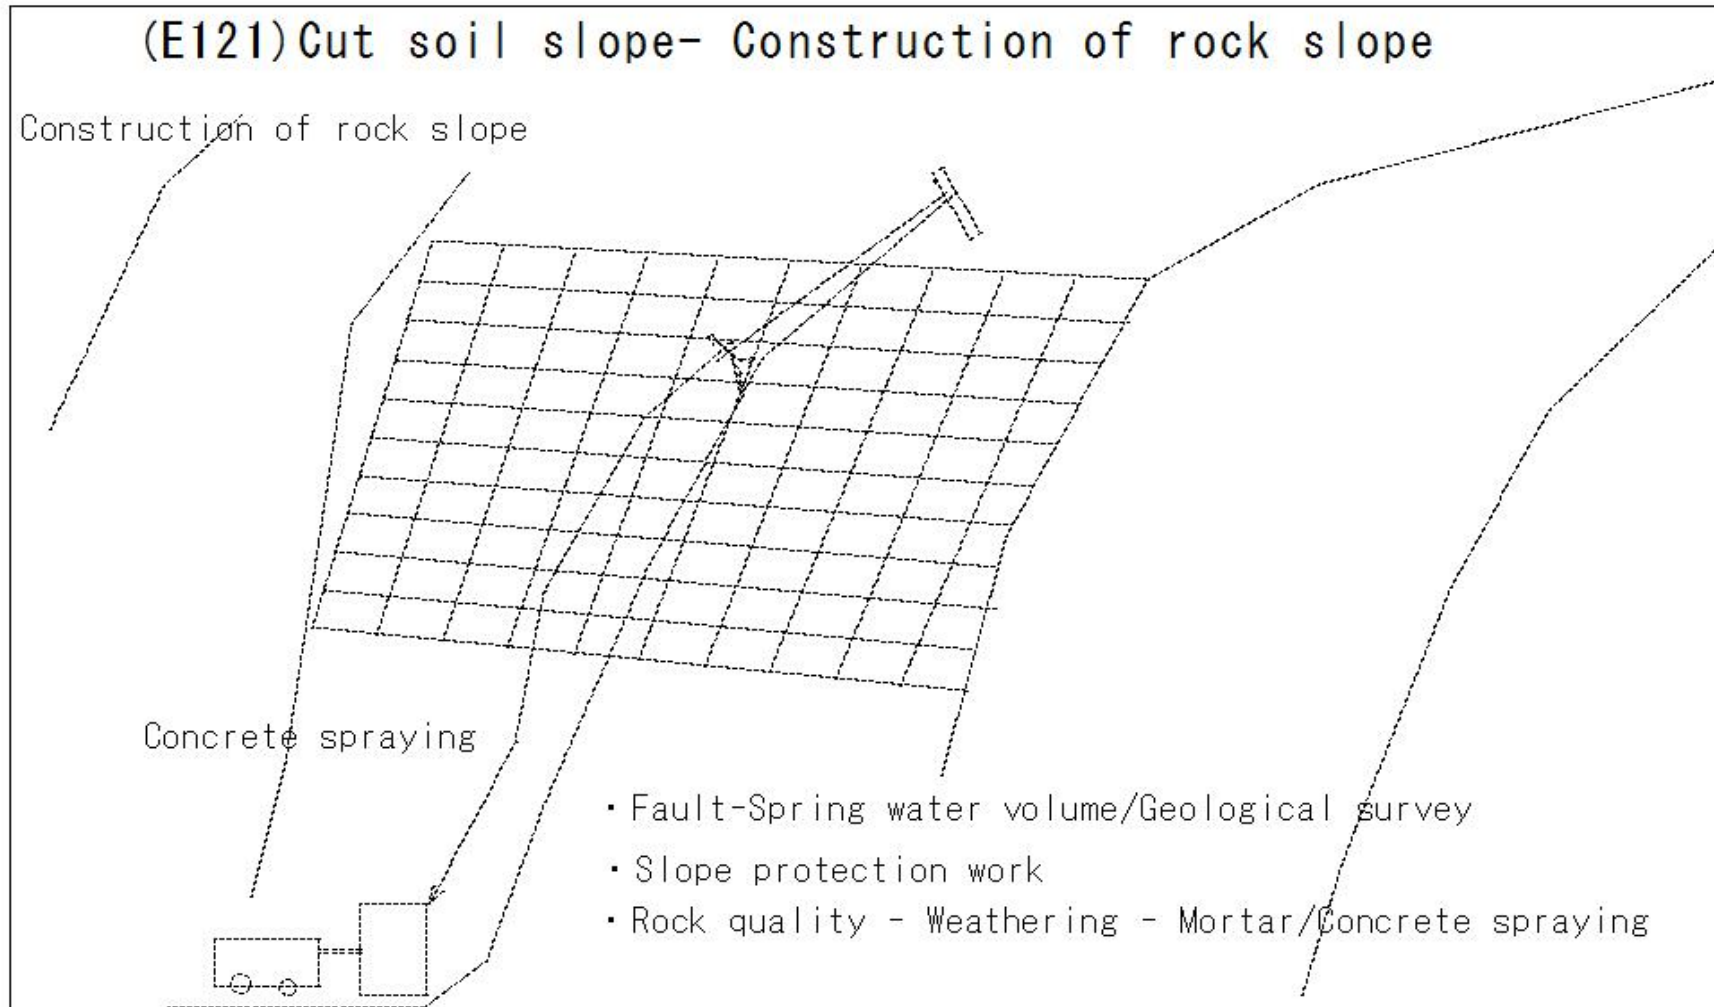 (E121)Cut soil slope- Construction of rock slope
Construction of rock slope
Concrete spraying
・Fault-Spring water volume/Geological survey
・Slope protection work
・Rock quality - Weathering - Mortar/Concrete spraying